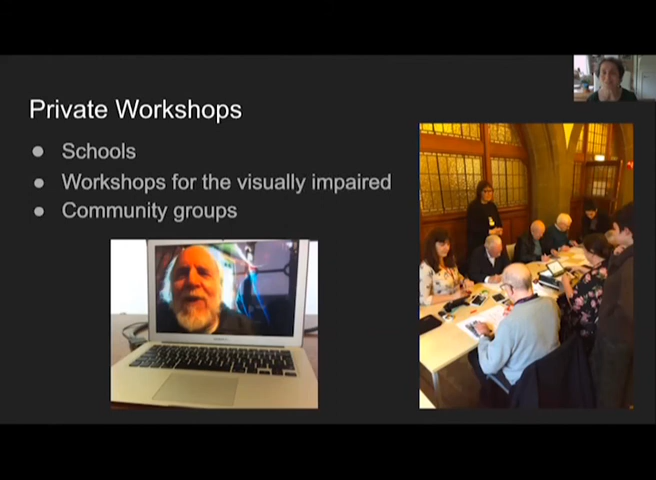 Private Workshops
Schools
Workshops for the visually impaired
Community groups